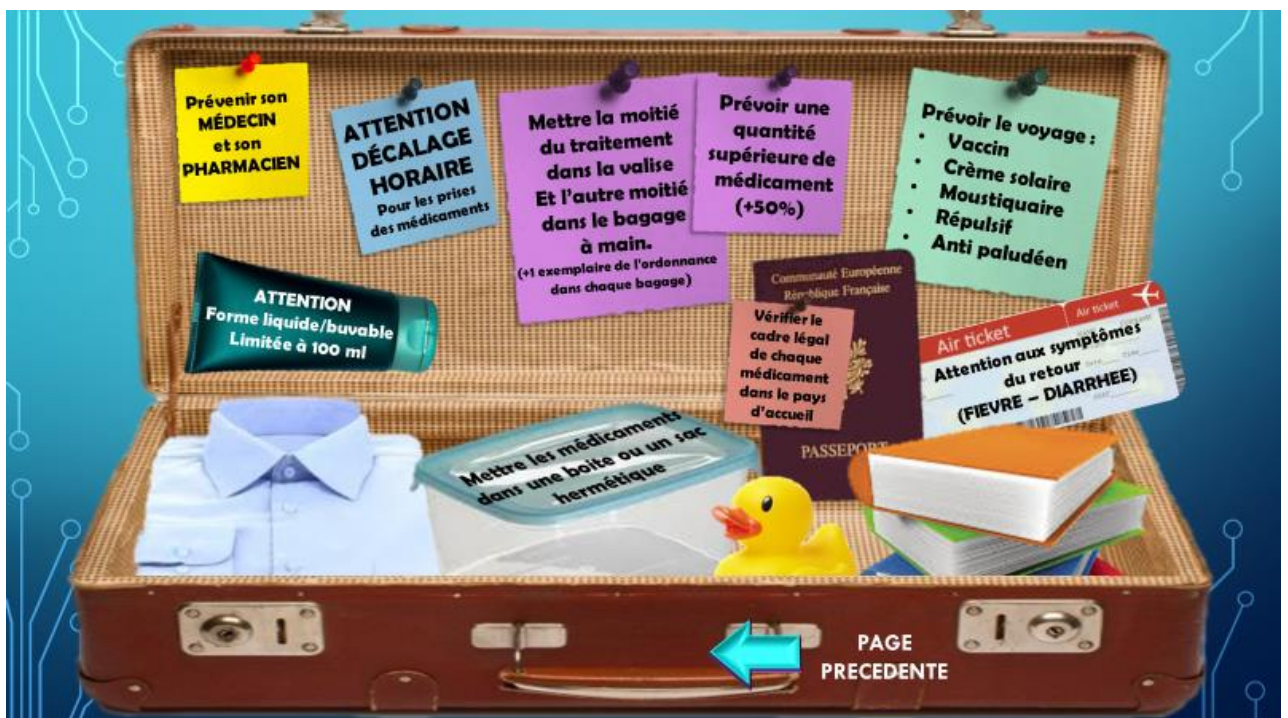 Prévenir son
MÉDECIN
et son
PHARMACIEN
ATTENTION
DÉCALAGE
HORAIRE
Pour les prises
des médicaments
Mettre la moitié
du traitement
dans la valise
Et l'autre moitié
dans le bagage
à main.
(+1 exemplaire de l'ordonnance
dans chaque bagage)
Prévoir une
quantité
supérieure de
médicament
(+50%)
Prévoir le voyage :
• Vaccin
• Crème solaire
• Moustiquaire
• Répulsif
• Anti paludéen
ATTENTION
Forme liquide/buvable
Limitée à 100 ml
Communauté Européenne
République Française
Vérifier le
cadre légal
de chaque
médicament
dans le pays
d'accueil
PASSEPORT
Air ticket
Air ticket
Attention aux symptômes
du retour
(FIEVRE – DIARRHEE)
Mettre les médicaments
dans une boite ou un sac
hermétique
PAGE
PRECEDENTE